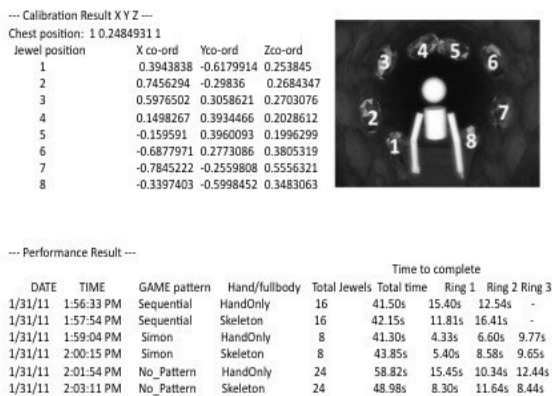 --- Calibration Result X Y Z ---
Chest position: 1 0.2484931 1
Jewel position X co-ord Yco-ord Zco-ord
1 0.3943838 -0.6179914 0.253845
2 0.7456294 -0.29836 0.2684347
3 0.5976502 0.3058621 0.2703076
4 0.1498267 0.3934466 0.2028612
5 -0.159591 0.3960093 0.1996299
6 -0.6877971 0.2773086 0.3805319
7 -0.7845222 -0.2559808 0.5556321
8 -0.3397403 -0.5998452 0.3483063
4 5
3 6
2 7
1 8
--- Performance Result ---
Time to complete
DATE TIME GAME pattern Hand/fullbody Total Jewels Total time Ring 1 Ring 2 Ring 3
1/31/11 1:56:33 PM Sequential HandOnly 16 41.50s 15.40s 12.54s -
1/31/11 1:57:54 PM Sequential Skeleton 16 42.15s 11.81s 16.41s -
1/31/11 1:59:04 PM Simon HandOnly 8 41.30s 4.33s 6.60s 9.77s
1/31/11 2:00:15 PM Simon Skeleton 8 43.85s 5.40s 8.58s 9.65s
1/31/11 2:01:54 PM No_Pattern HandOnly 24 58.82s 15.45s 10.34s 12.44s
1/31/11 2:03:11 PM No_Pattern Skeleton 24 48.98s 8.30s 11.64s 8.44s